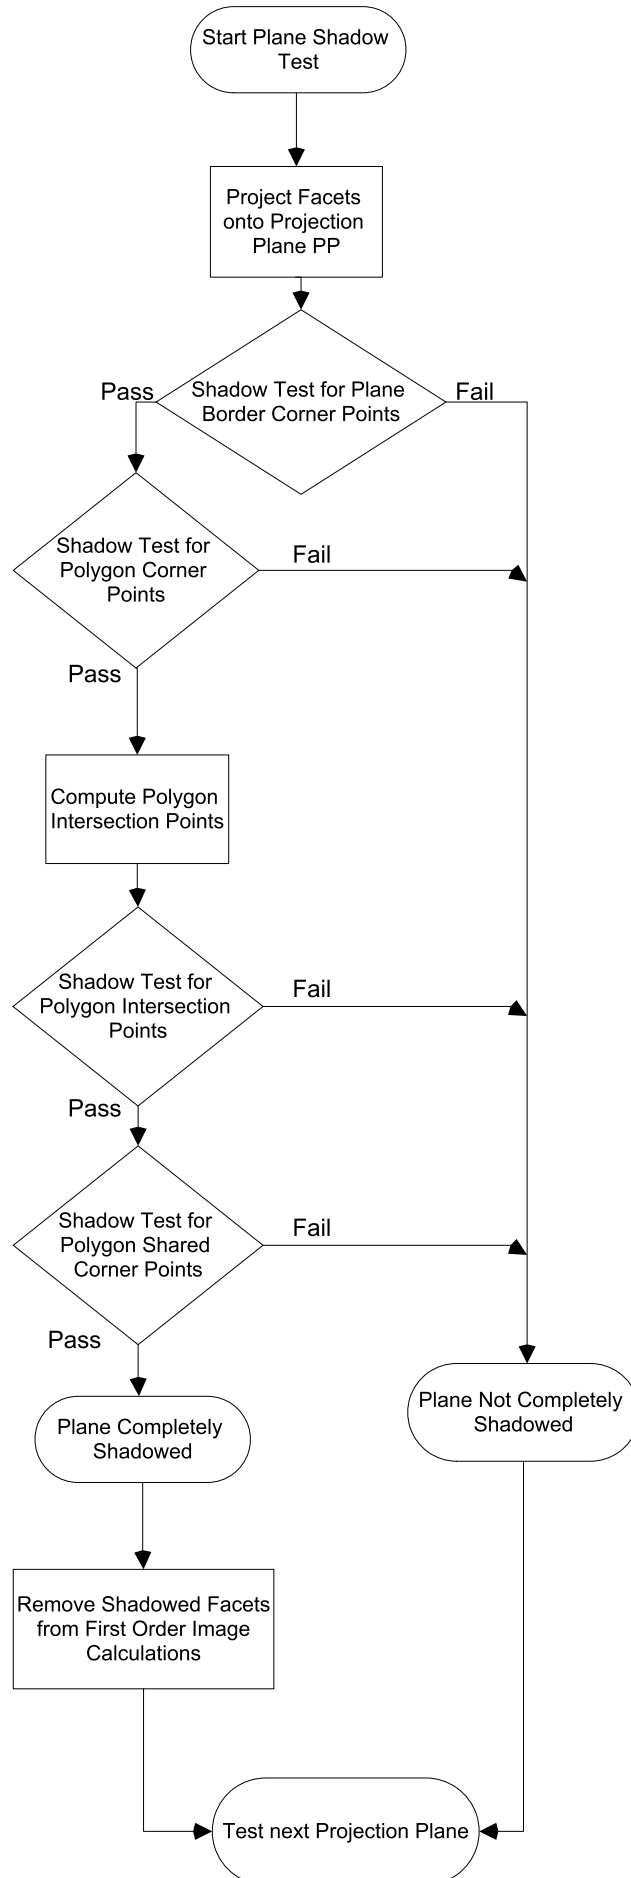 Start Plane Shadow
Test
Project Facets
onto Projection
Plane PP
Pass
Shadow Test for Plane
Border Corner Points
Fail
Shadow Test for
Polygon Corner
Points
Fail
Pass
Compute Polygon
Intersection Points
Shadow Test for
Polygon Intersection
Points
Fail
Pass
Shadow Test for
Polygon Shared
Corner Points
Fail
Pass
Plane Completely
Shadowed
Plane Not Completely
Shadowed
Remove Shadowed Facets
from First Order Image
Calculations
Test next Projection Plane